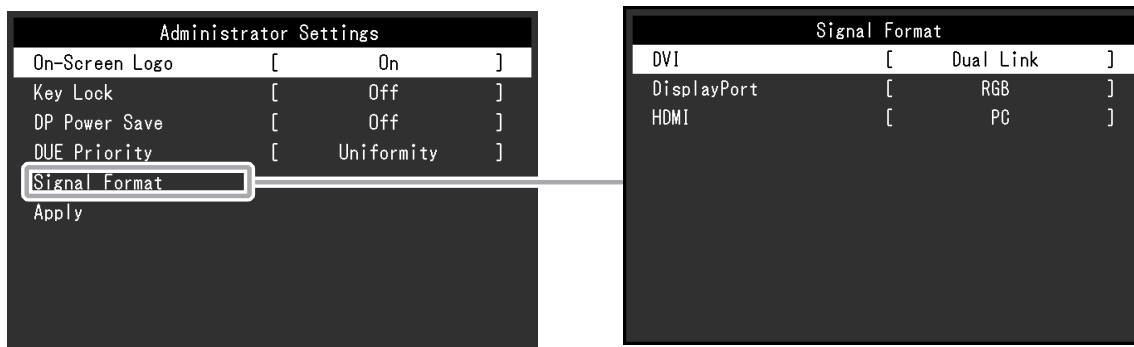 Administrator Settings
On-Screen Logo [ On ]
Key Lock [ Off ]
DP Power Save [ Off ]
DUE Priority [ Uniformity ]
Signal Format
Apply
Signal Format
DVI [ Dual Link ]
DisplayPort [ RGB ]
HDMI [ PC ]